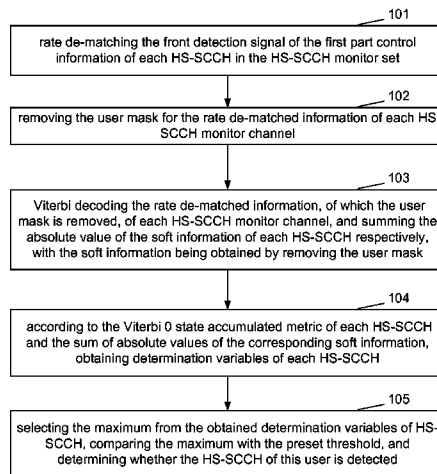 101
rate de-matching the front detection signal of the first part control
information of each HS-SCCH in the HS-SCCH monitor set
102
removing the user mask for the rate de-matched information of each HS-
SCCH monitor channel
103
Viterbi decoding the rate de-matched information, of which the user
mask is removed, of each HS-SCCH monitor channel, and summing the
absolute value of the soft information of each HS-SCCH respectively,
with the soft information being obtained by removing the user mask
104
according to the Viterbi 0 state accumulated metric of each HS-SCCH
and the sum of absolute values of the corresponding soft information,
obtaining determination variables of each HS-SCCH
105
selecting the maximum from the obtained determination variables of HS-
SCCH, comparing the maximum with the preset threshold, and
determining whether the HS-SCCH of this user is detected